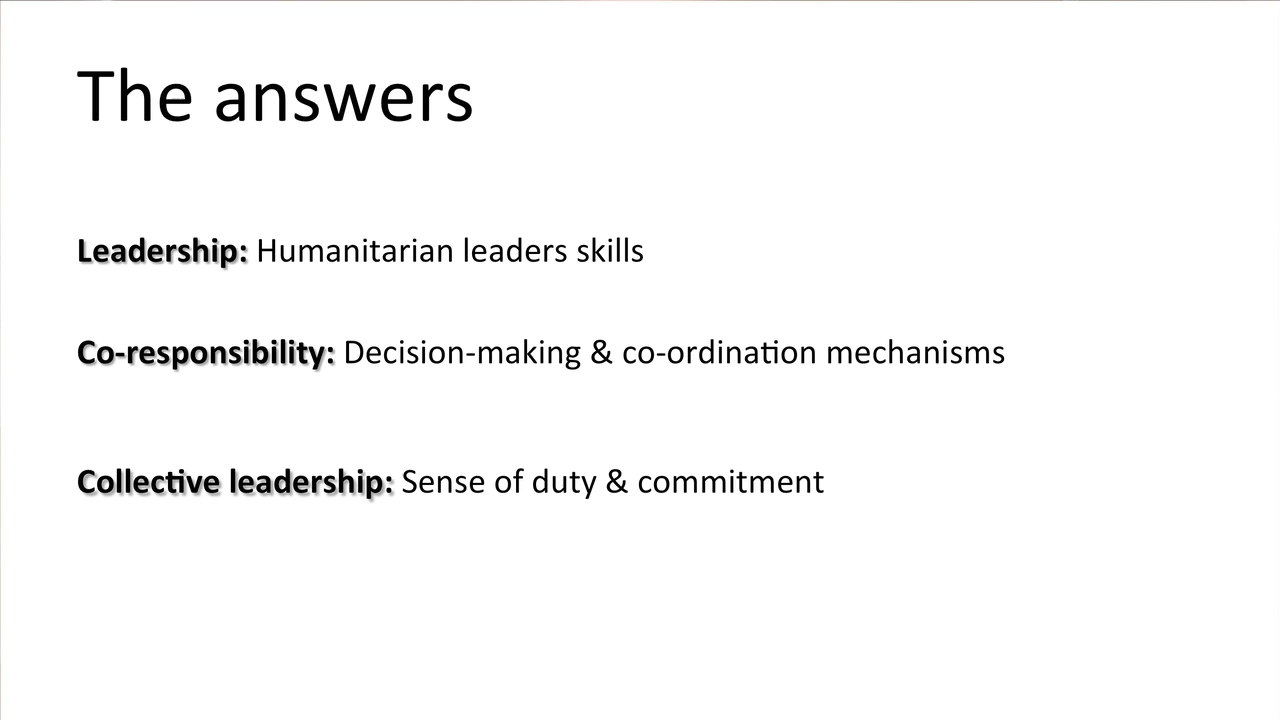 The answers
Leadership: Humanitarian leaders skills
Co-responsibility: Decision-making & co-ordination mechanisms
Collective leadership: Sense of duty & commitment